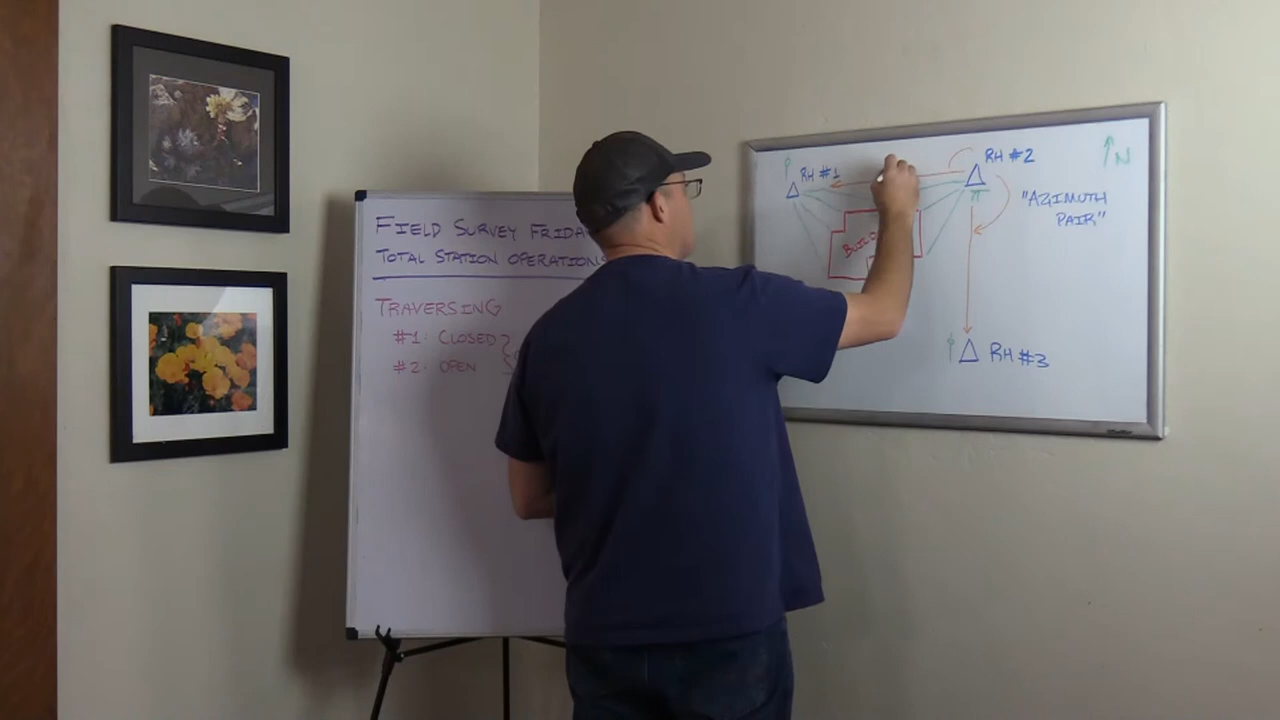 FIELD SURVEY FRIDA
TOTAL STATION OPERATIONS
TRAVERSING
#1: CLOSED
#2: OPEN
RH #1
RH #2
N
"AZIMUTH
PAIR"
RH #3